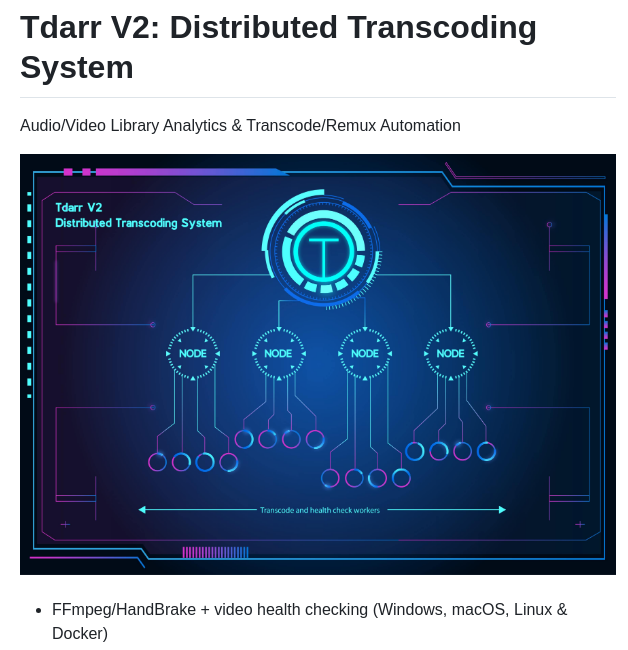 Tdarr V2: Distributed Transcoding
System
Audio/Video Library Analytics & Transcode/Remux Automation
Tdarr V2
Distributed Transcoding System
T
NODE NODE NODE NODE
Transcode and health check workers
• FFmpeg/HandBrake + video health checking (Windows, macOS, Linux &
Docker)